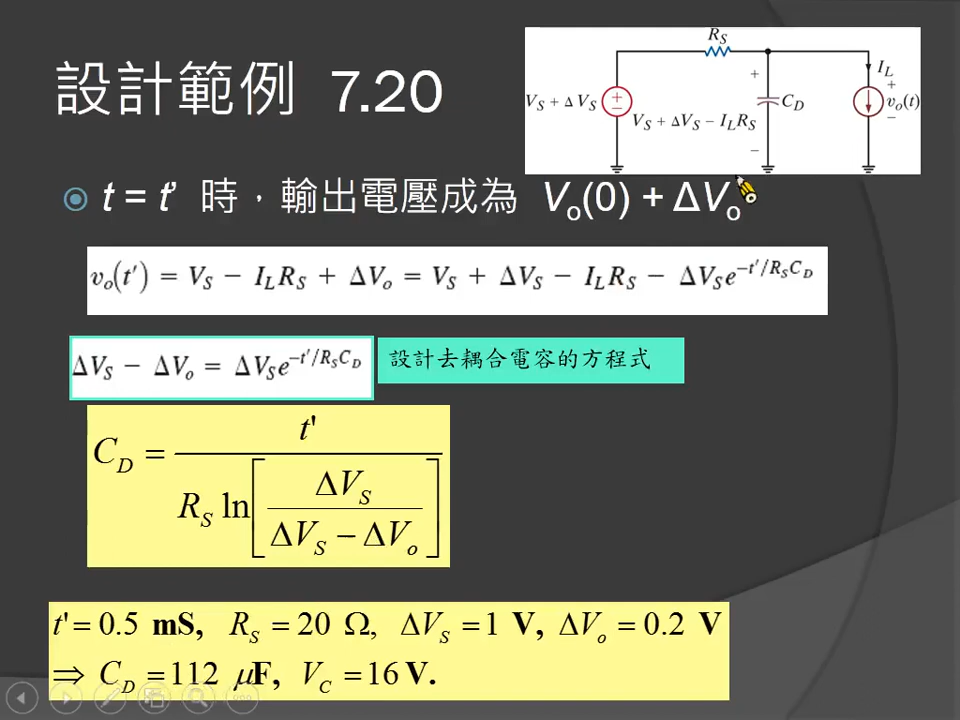 設計範例 7.20
R_S
V_S + ΔV_S
V_S + ΔV_S − I_L R_S
C_D
I_L
v_o(t)
t = t’ 時，輸出電壓成為 V_o(0) + ΔV_o
v_o(t′) = V_S − I_L R_S + ΔV_o = V_S + ΔV_S − I_L R_S − ΔV_S e^{−t′/R_S C_D}
ΔV_S − ΔV_o = ΔV_S e^{−t′/R_S C_D}
設計去耦合電容的方程式
C_D = t' / (R_S ln[ΔV_S / (ΔV_S − ΔV_o)])
t' = 0.5 mS, R_S = 20 Ω, ΔV_S = 1 V, ΔV_o = 0.2 V
⇒ C_D = 112 μF, V_C = 16 V.